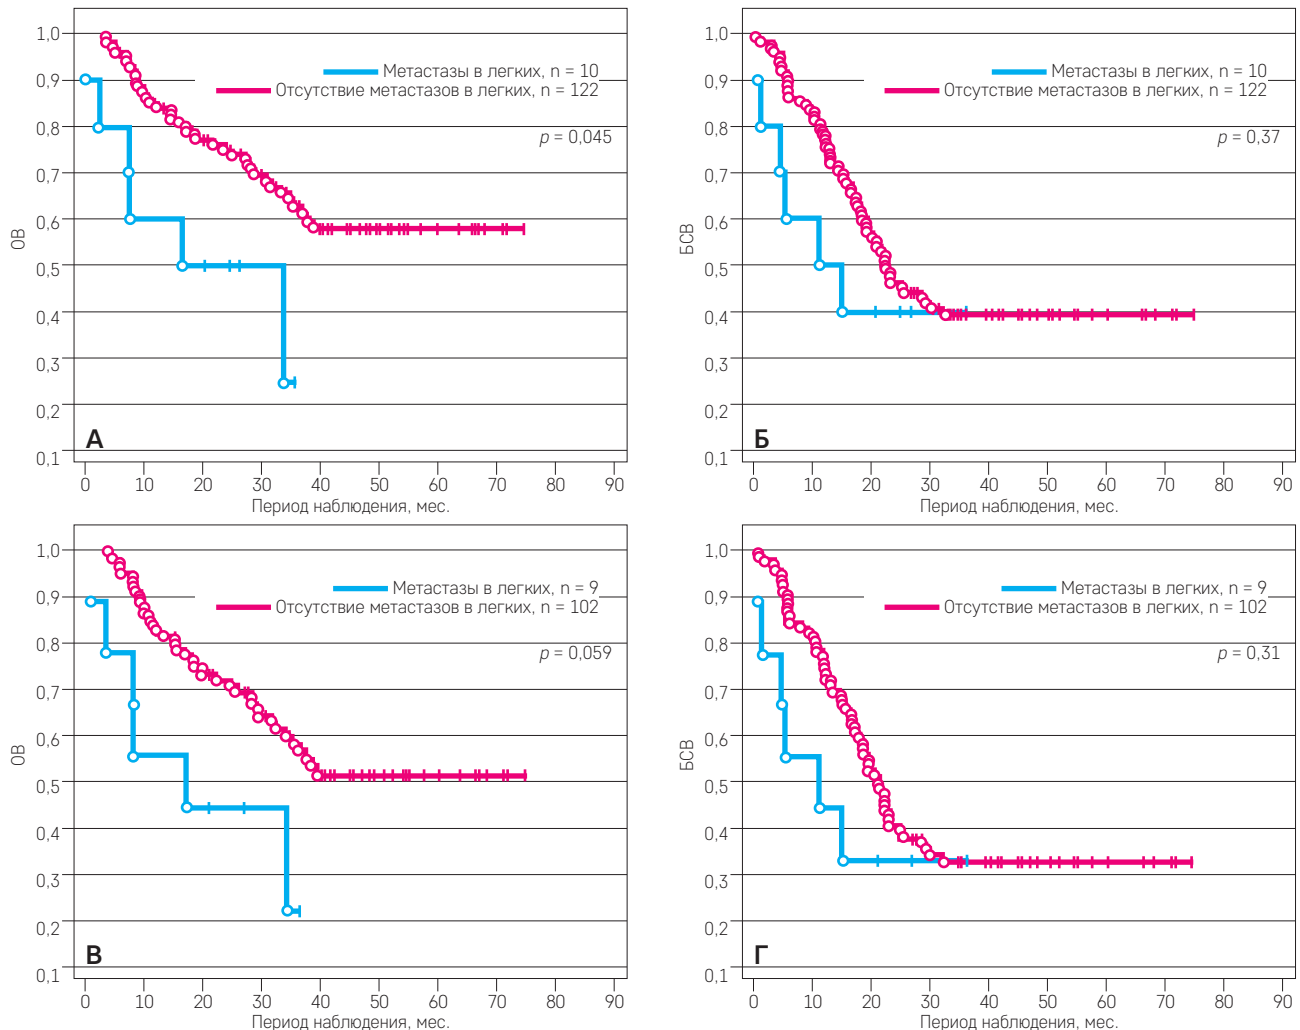 1,0
0,9
0,8
0,7
0,6
0,5
0,4
0,3
0,2
0,1
ОВ
Метастазы в легких, n = 10
Отсутствие метастазов в легких, n = 122
p = 0,045
А
0 10 20 30 40 50 60 70 80 90
Период наблюдения, мес.
1,0
0,9
0,8
0,7
0,6
0,5
0,4
0,3
0,2
0,1
БСВ
Метастазы в легких, n = 10
Отсутствие метастазов в легких, n = 122
p = 0,37
Б
0 10 20 30 40 50 60 70 80 90
Период наблюдения, мес.
1,0
0,9
0,8
0,7
0,6
0,5
0,4
0,3
0,2
0,1
ОВ
Метастазы в легких, n = 9
Отсутствие метастазов в легких, n = 102
p = 0,059
В
0 10 20 30 40 50 60 70 80 90
Период наблюдения, мес.
1,0
0,9
0,8
0,7
0,6
0,5
0,4
0,3
0,2
0,1
БСВ
Метастазы в легких, n = 9
Отсутствие метастазов в легких, n = 102
p = 0,31
Г
0 10 20 30 40 50 60 70 80 90
Период наблюдения, мес.